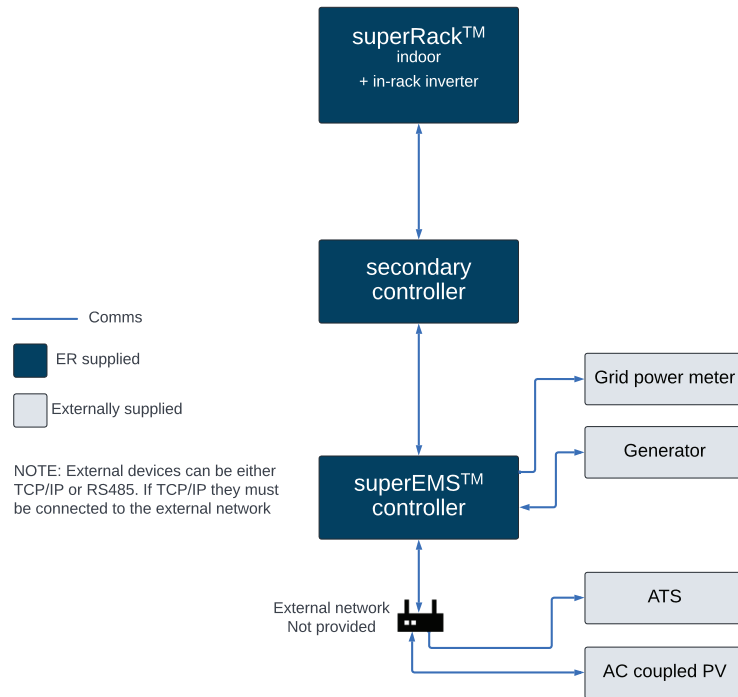 superRack™
indoor
+ in-rack inverter
secondary
controller
Comms
ER supplied
Externally supplied
Grid power meter
Generator
NOTE: External devices can be either
TCP/IP or RS485. If TCP/IP they must
be connected to the external network
superEMS™
controller
External network
Not provided
ATS
AC coupled PV